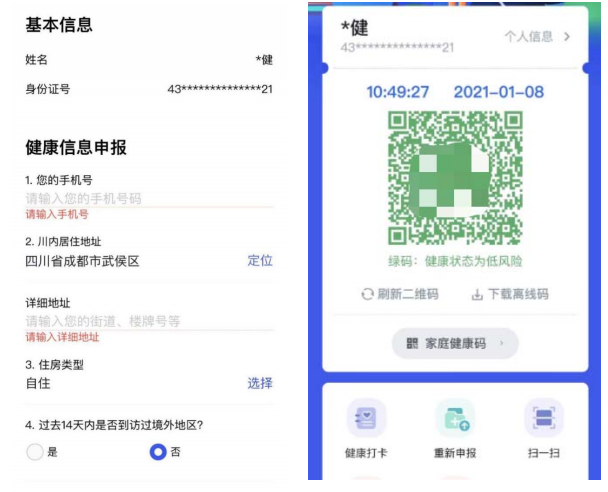 基本信息
姓名 *健
身份证号 43**************21
健康信息申报
1. 您的手机号
请输入您的手机号码
请输入手机号
2. 川内居住地址
四川省成都市武侯区 定位
详细地址
请输入您的街道、楼牌号等
请输入详细地址
3. 住房类型
自住 选择
4. 过去14天内是否到访过境外地区?
是 否
*健
43**************21
个人信息 >
10:49:27 2021-01-08
绿码：健康状态为低风险
刷新二维码 下载离线码
家庭健康码 >
健康打卡 重新申报 扫一扫